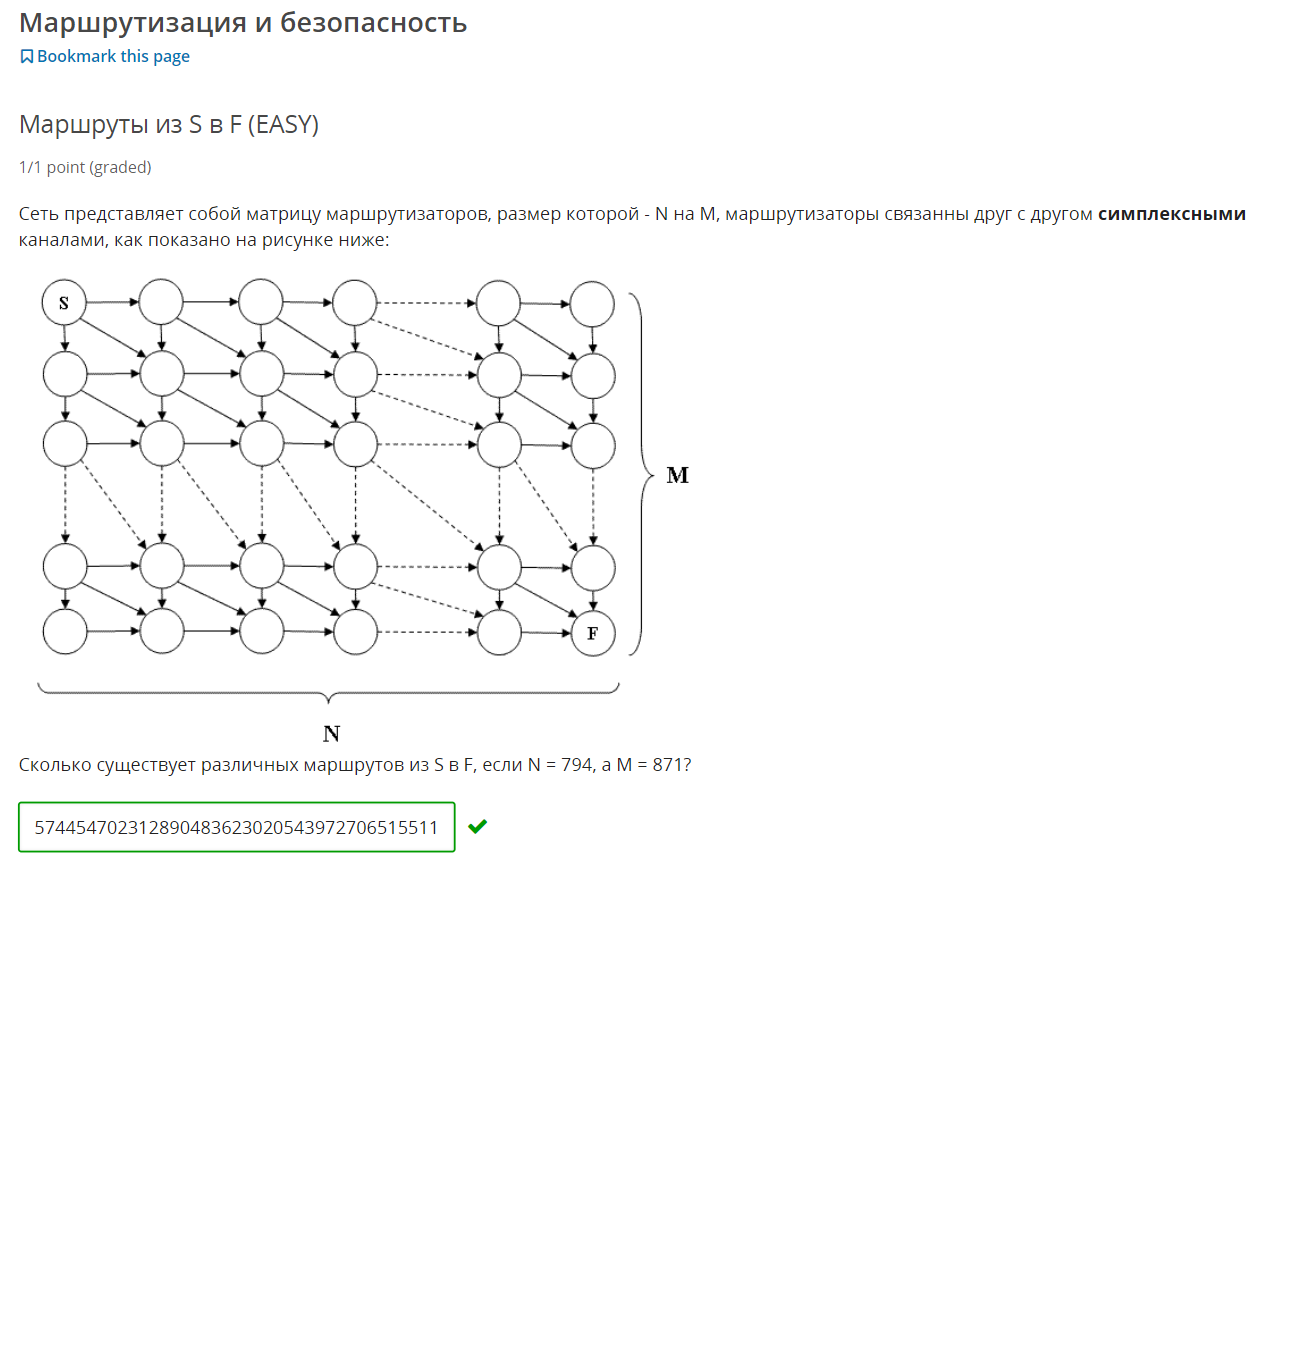 Маршрутизация и безопасность
Bookmark this page
Маршруты из S в F (EASY)
1/1 point (graded)
Сеть представляет собой матрицу маршрутизаторов, размер которой - N на M, маршрутизаторы связанны друг с другом симплексными
каналами, как показано на рисунке ниже:
S
M
F
N
Сколько существует различных маршрутов из S в F, если N = 794, а M = 871?
57445470231289048362302054397270651551​1